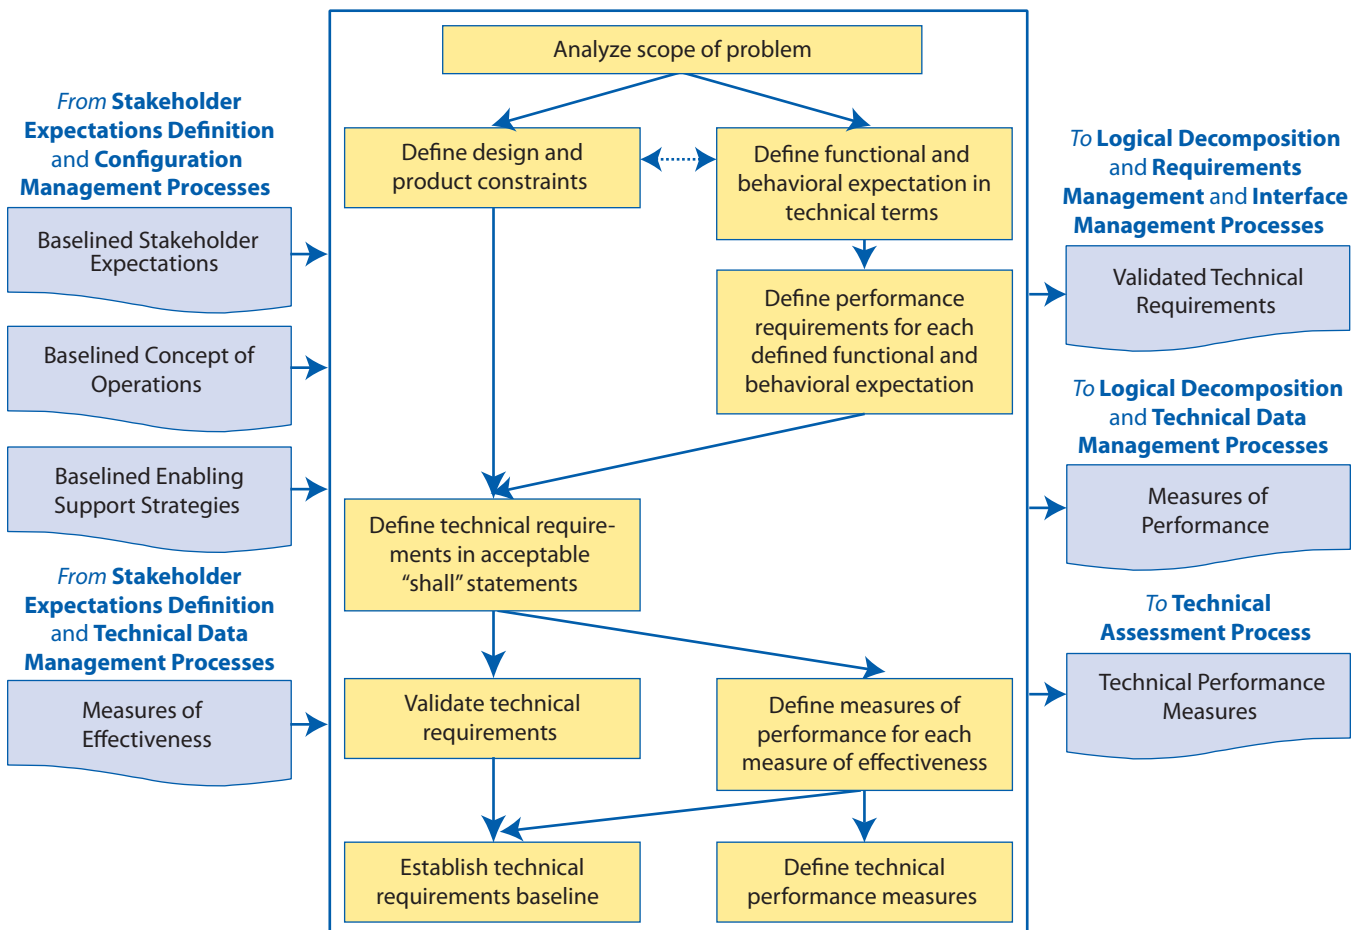 Analyze scope of problem
From Stakeholder
Expectations Definition
and Configuration
Management Processes
Baselined Stakeholder
Expectations
Baselined Concept of
Operations
Baselined Enabling
Support Strategies
From Stakeholder
Expectations Definition
and Technical Data
Management Processes
Measures of
Effectiveness
Define design and
product constraints
Define functional and
behavioral expectation in
technical terms
Define performance
requirements for each
defined functional and
behavioral expectation
Define technical require-
ments in acceptable
“shall” statements
Validate technical
requirements
Define measures of
performance for each
measure of effectiveness
Establish technical
requirements baseline
Define technical
performance measures
To Logical Decomposition
and Requirements
Management and Interface
Management Processes
Validated Technical
Requirements
To Logical Decomposition
and Technical Data
Management Processes
Measures of
Performance
To Technical
Assessment Process
Technical Performance
Measures